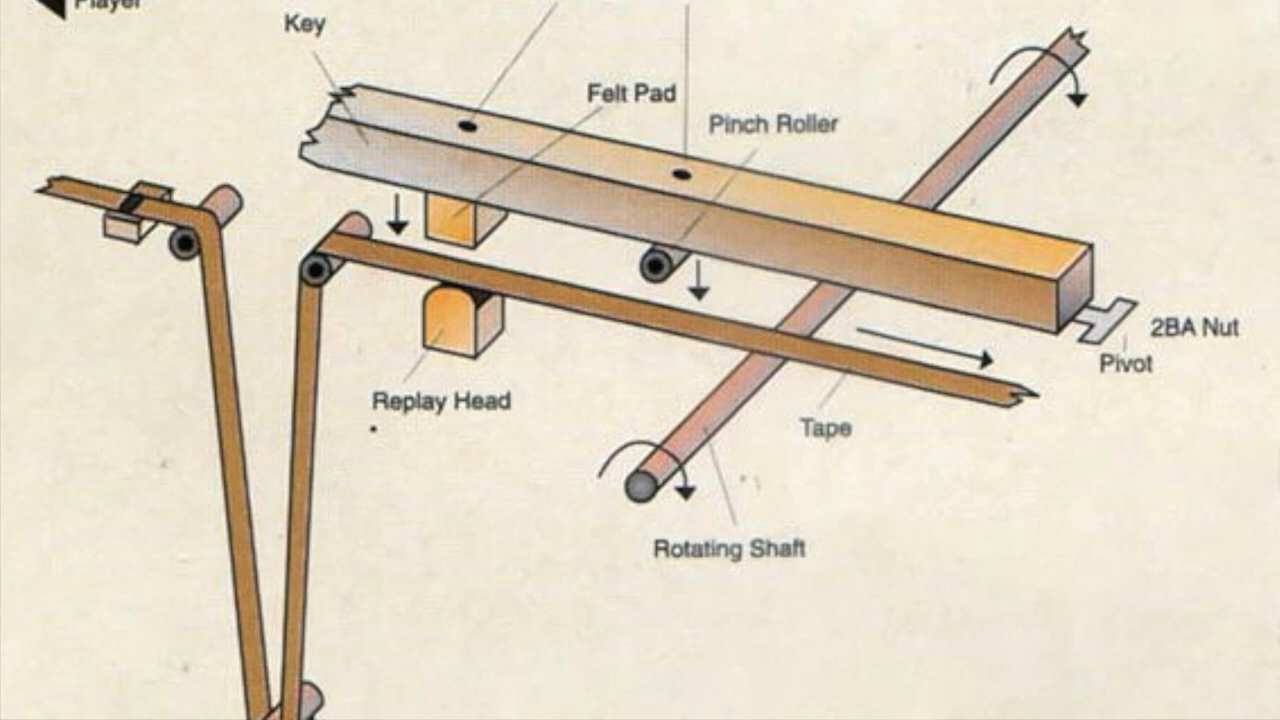 Player
Key
Felt Pad
Pinch Roller
2BA Nut
Pivot
Replay Head
Tape
Rotating Shaft